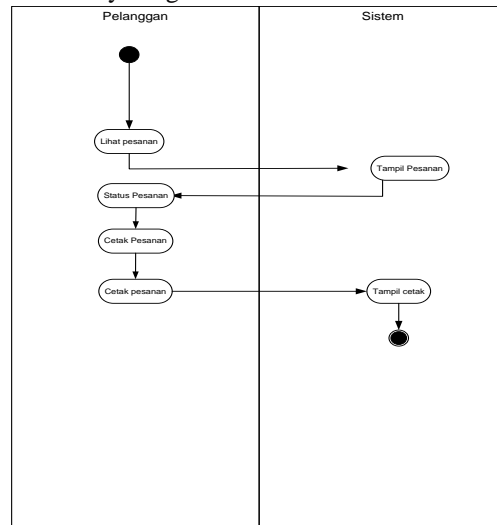 Pelanggan
Sistem
Lihat pesanan
Tampil Pesanan
Status Pesanan
Cetak Pesanan
Cetak pesanan
Tampil cetak